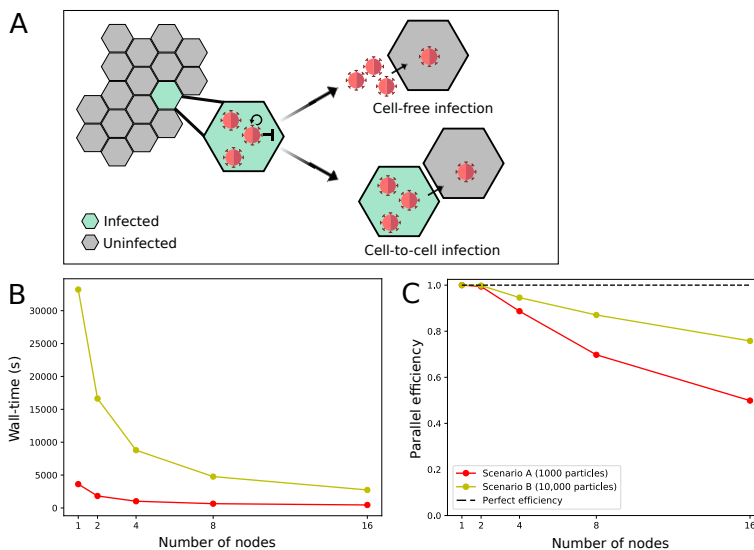 A
Cell-free infection
Infected
Uninfected
Cell-to-cell infection
B
Wall-time (s)
30000
25000
20000
15000
10000
5000
0
1 2 4 8 16
Number of nodes
C
Parallel efficiency
1.0
0.8
0.6
0.4
0.2
0.0
Scenario A (1000 particles)
Scenario B (10,000 particles)
Perfect efficiency
1 2 4 8 16
Number of nodes